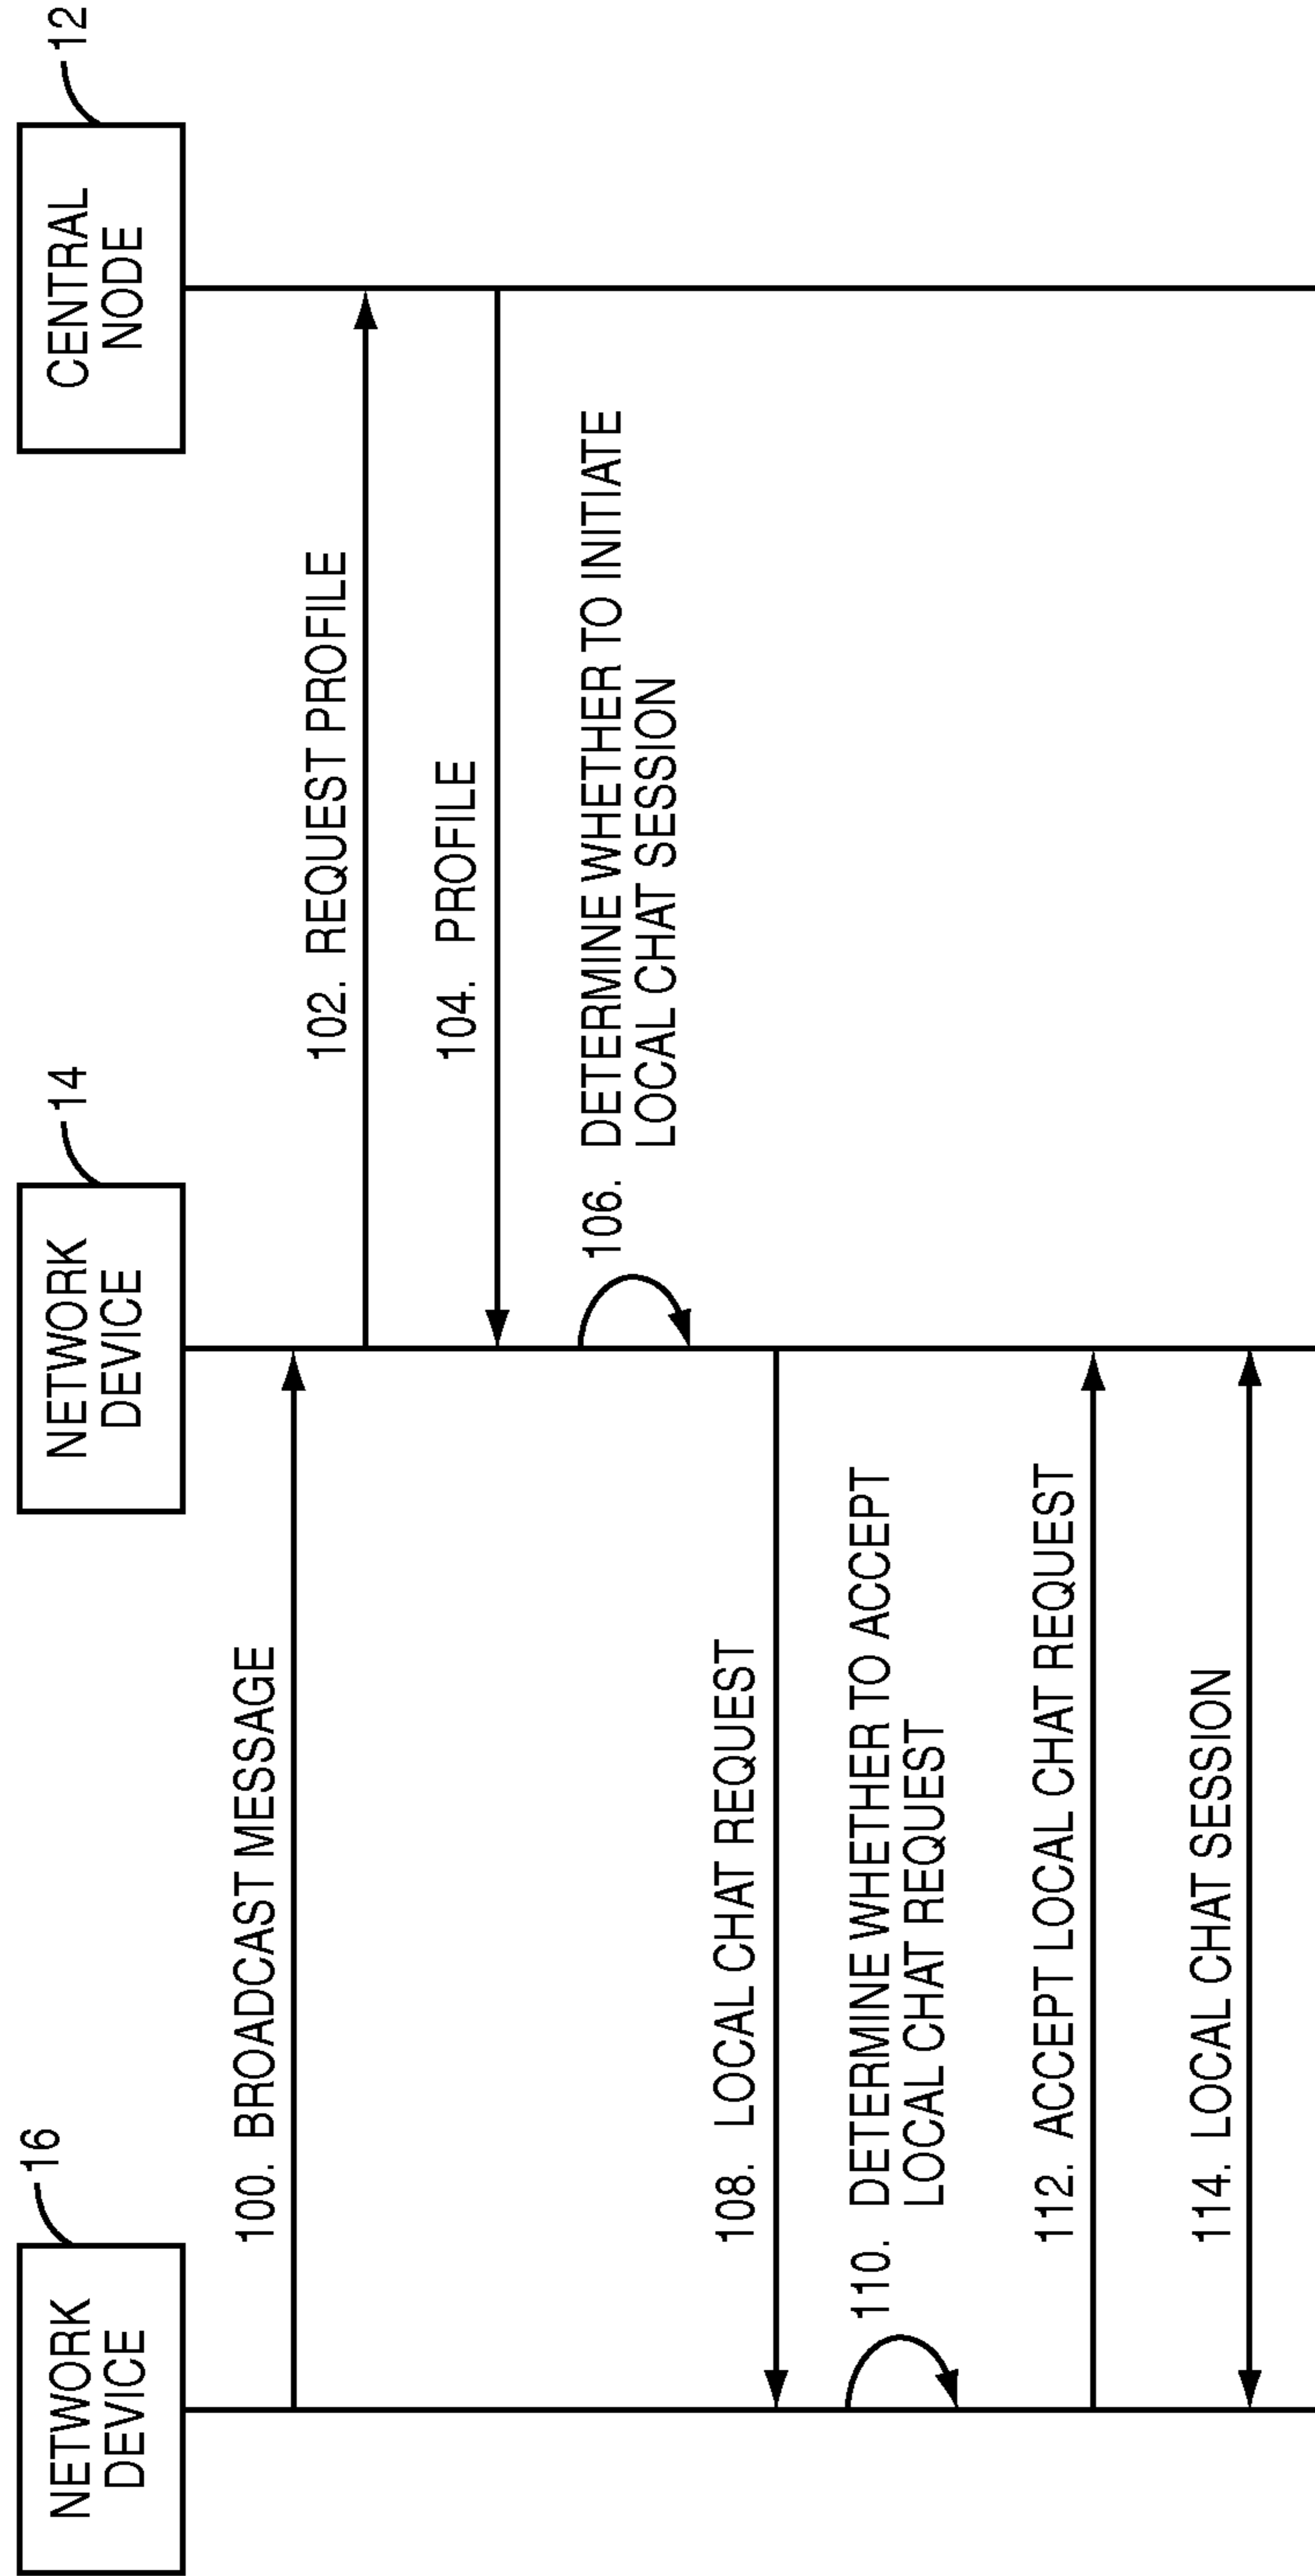 NETWORK
DEVICE
16
NETWORK
DEVICE
14
CENTRAL
NODE
12
100. BROADCAST MESSAGE
102. REQUEST PROFILE
104. PROFILE
106. DETERMINE WHETHER TO INITIATE
LOCAL CHAT SESSION
108. LOCAL CHAT REQUEST
110. DETERMINE WHETHER TO ACCEPT
LOCAL CHAT REQUEST
112. ACCEPT LOCAL CHAT REQUEST
114. LOCAL CHAT SESSION